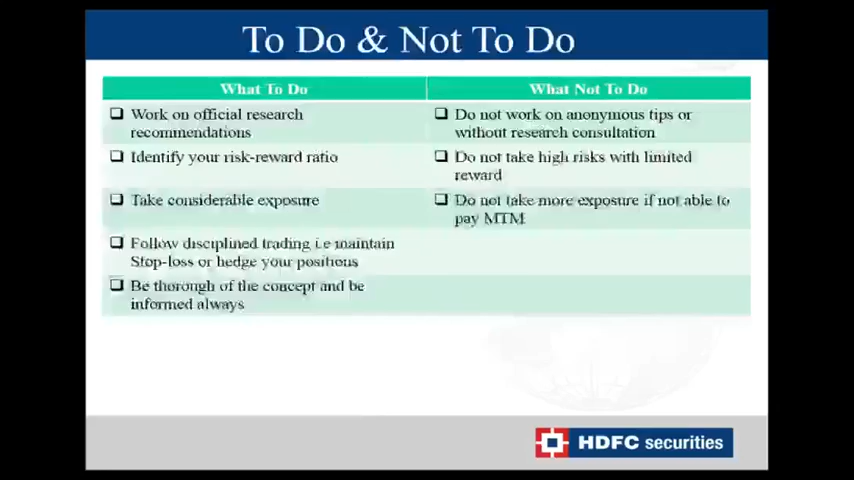 To Do & Not To Do
What To Do
What Not To Do
Work on official research
recommendations
Do not work on anonymous tips or
without research consultation
Identify your risk-reward ratio
Do not take high risks with limited
reward
Take considerable exposure
Do not take more exposure if not able to
pay MTM
Follow disciplined trading i.e maintain
Stop-loss or hedge your positions
Be thorough of the concept and be
informed always
HDFC securities